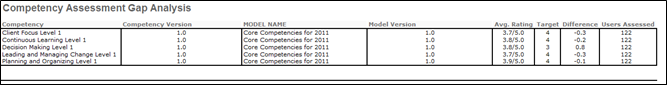 Competency Assessment Gap Analysis
Competency Competency Version MODEL NAME Model Version Avg. Rating Target Difference Users Assessed
Client Focus Level 1 1.0 Core Competencies for 2011 1.0 3.7/5.0 4 -0.3 122
Continuous Learning Level 1 1.0 Core Competencies for 2011 1.0 3.8/5.0 4 -0.2 122
Decision Making Level 1 1.0 Core Competencies for 2011 1.0 3.8/5.0 3 0.8 122
Leading and Managing Change Level 1 1.0 Core Competencies for 2011 1.0 3.7/5.0 4 -0.3 122
Planning and Organizing Level 1 1.0 Core Competencies for 2011 1.0 3.9/5.0 4 -0.1 122